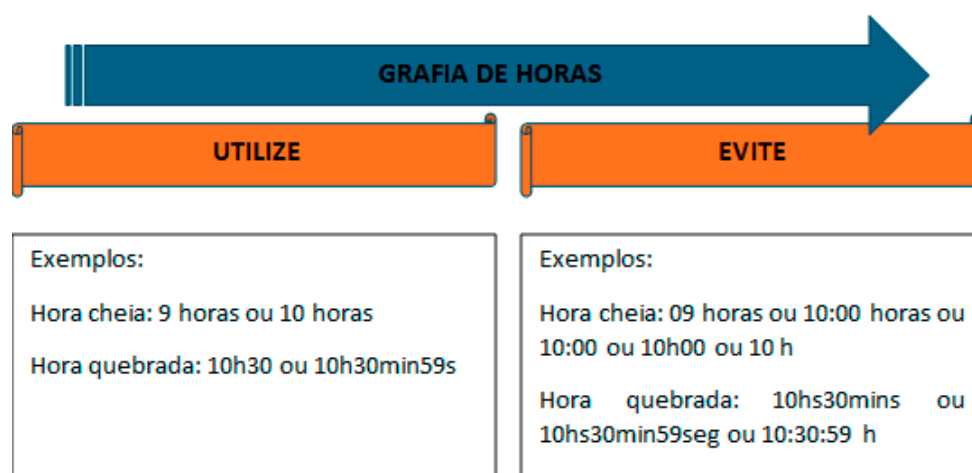 GRAFIA DE HORAS
UTILIZE
EVITE
Exemplos:
Hora cheia: 9 horas ou 10 horas
Hora quebrada: 10h30 ou 10h30min59s
Exemplos:
Hora cheia: 09 horas ou 10:00 horas ou
10:00 ou 10h00 ou 10 h
Hora quebrada: 10hs30mins ou
10hs30min59seg ou 10:30:59 h